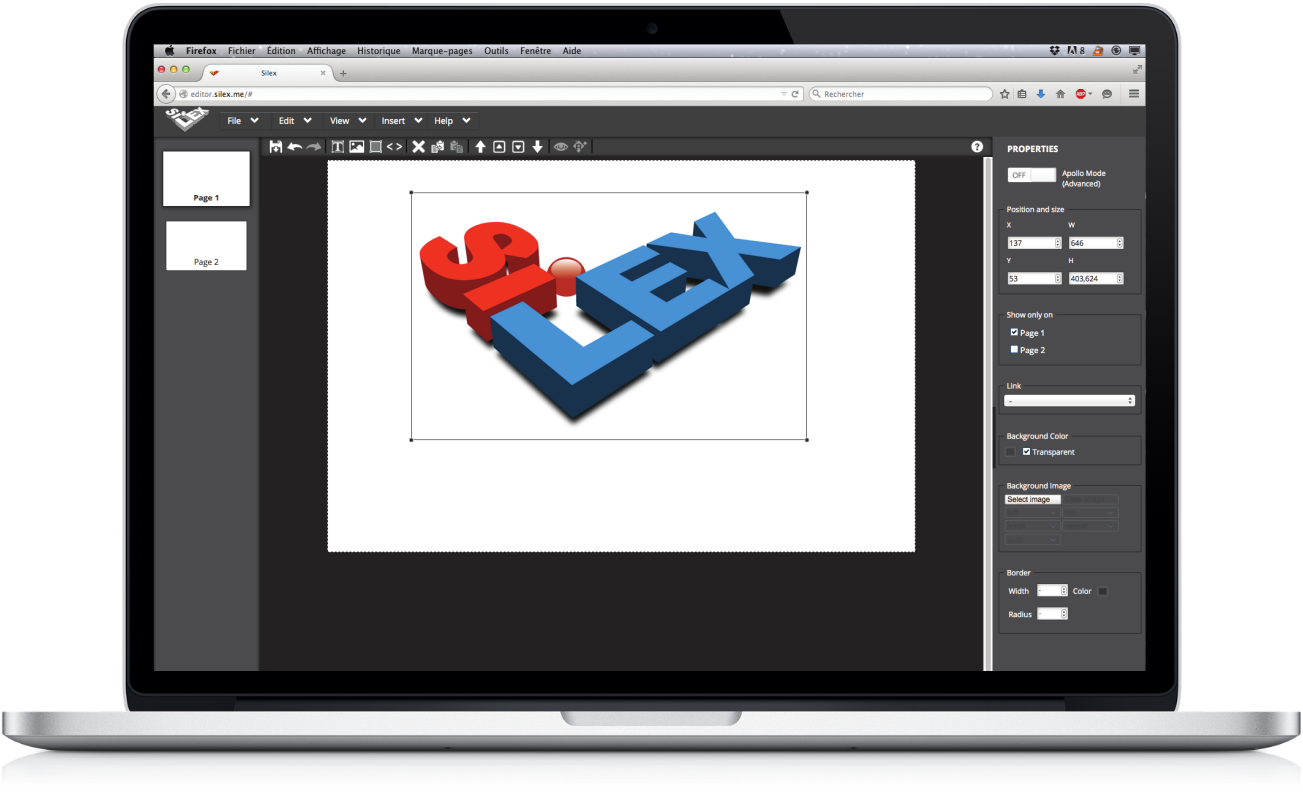 Firefox Fichier Édition Affichage Historique Marque-pages Outils Fenêtre Aide 8
Silex
editor.silex.me/#
Rechercher
ABP
SILEX
File Edit View Insert Help
T < > ?
Page 1
Page 2
SILEX
PROPERTIES
OFF Apollo Mode
(Advanced)
Position and size
X W
137 646
Y H
53 403,624
Show only on
Page 1
Page 2
Link
-
Background Color
Transparent
Background Image
Select image
Border
Width - Color
Radius -